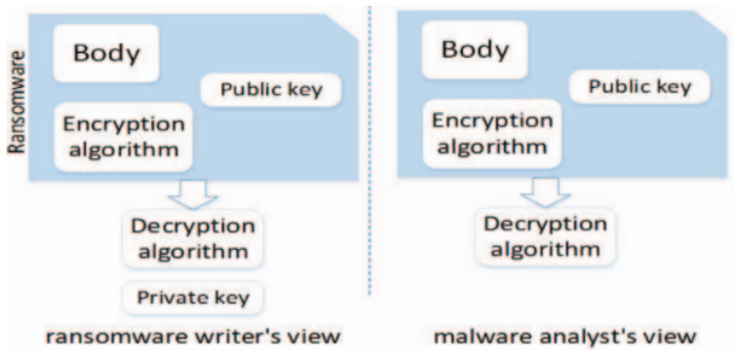 Ransomware
Body
Public key
Encryption
algorithm
Decryption
algorithm
Private key
ransomware writer's view
Body
Public key
Encryption
algorithm
Decryption
algorithm
malware analyst's view